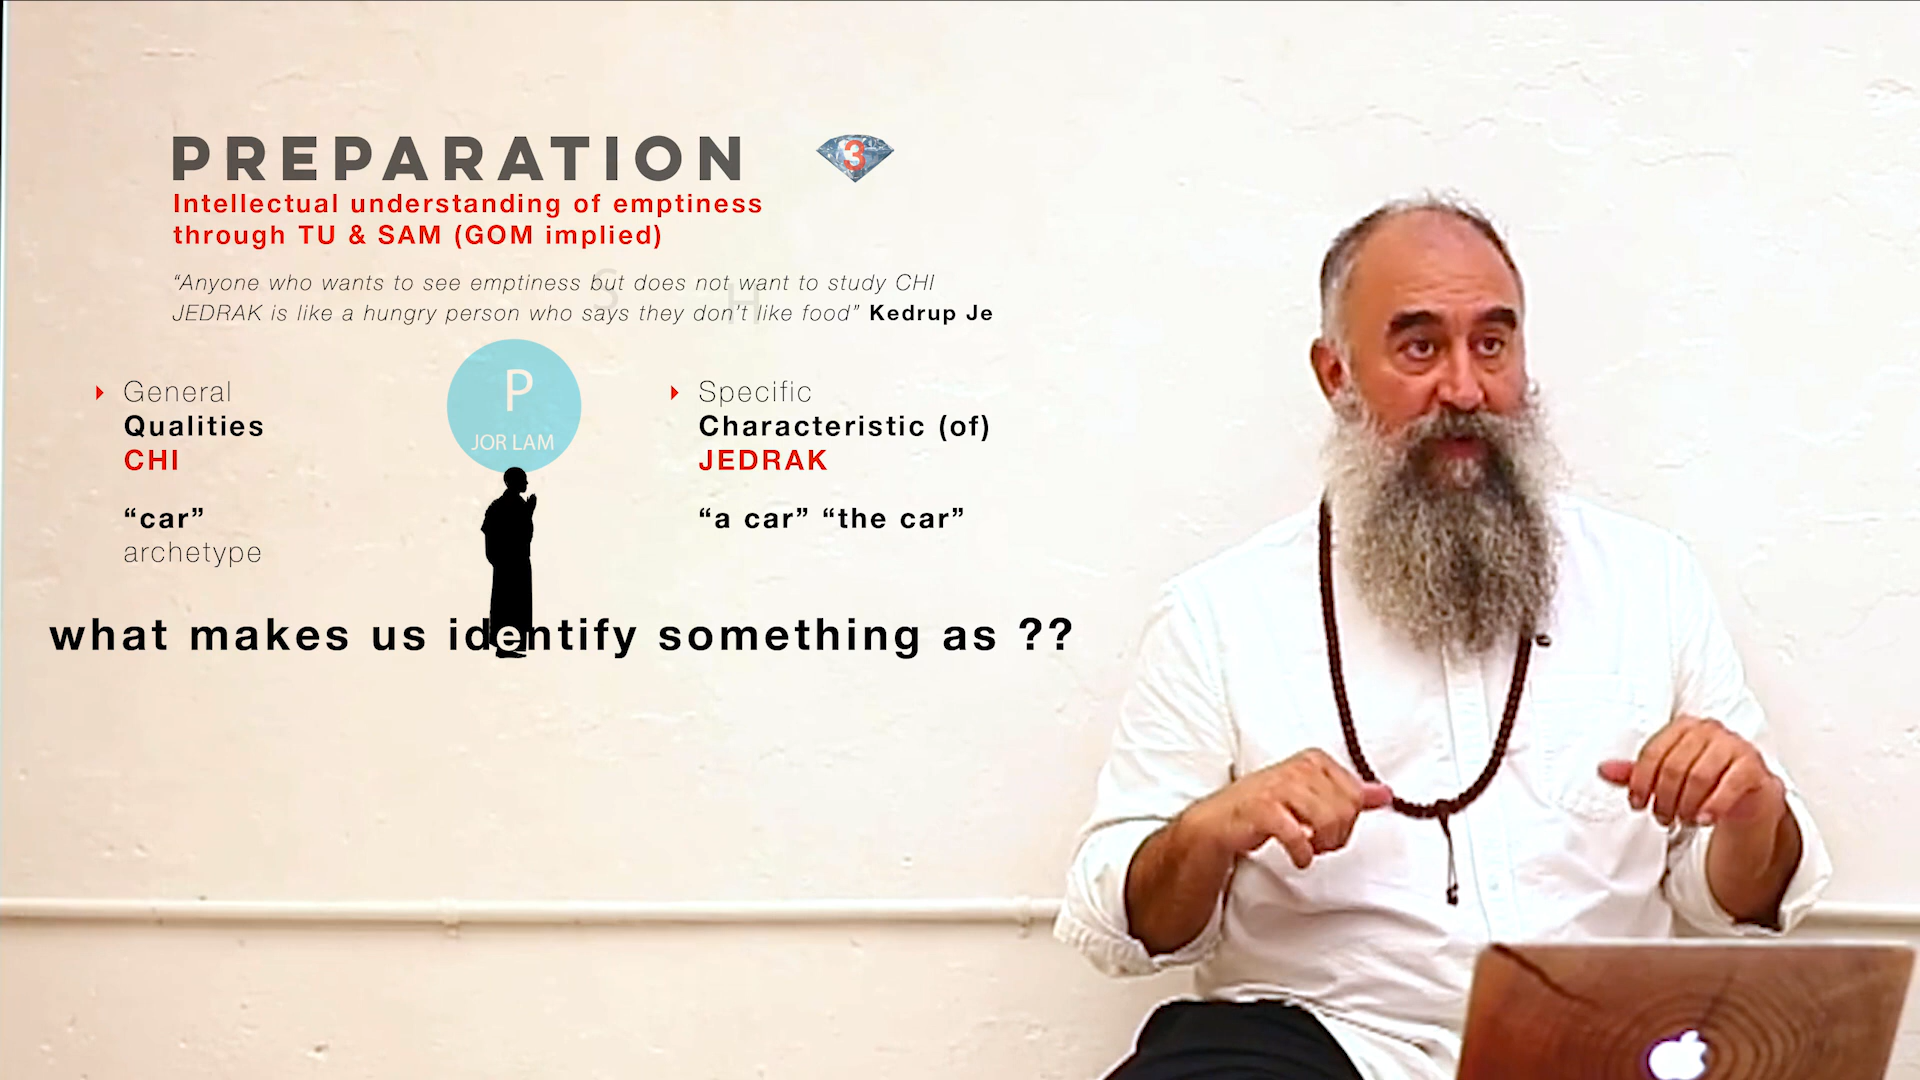 PREPARATION
3
Intellectual understanding of emptiness
through TU & SAM (GOM implied)
“Anyone who wants to see emptiness but does not want to study CHI
JEDRAK is like a hungry person who says they don’t like food” Kedrup Je
General
Qualities
CHI
“car”
archetype
P
JOR LAM
Specific
Characteristic (of)
JEDRAK
“a car” “the car”
what makes us identify something as ??
S H